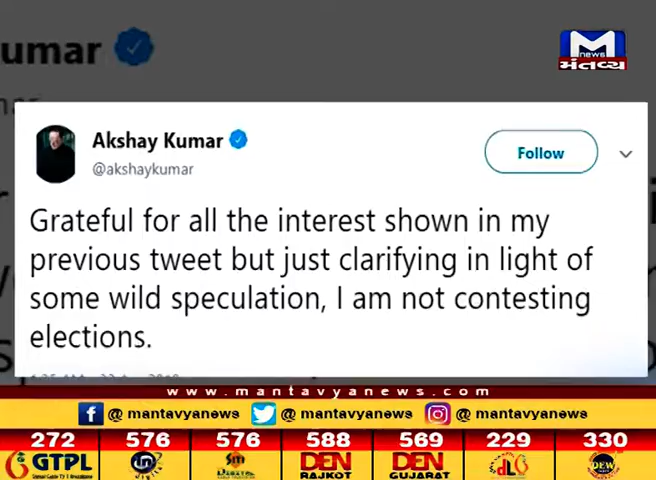 umar
M
news
મંતવ્ય
Akshay Kumar
@akshaykumar
Follow
Grateful for all the interest shown in my
previous tweet but just clarifying in light of
some wild speculation, I am not contesting
elections.
www.mantavyanews.com
@ mantavyanews @ mantavyanews @ mantavyanews
272 576 576 588 569 229 330
GTPL DEN RAJKOT DEN GUJARAT DEW